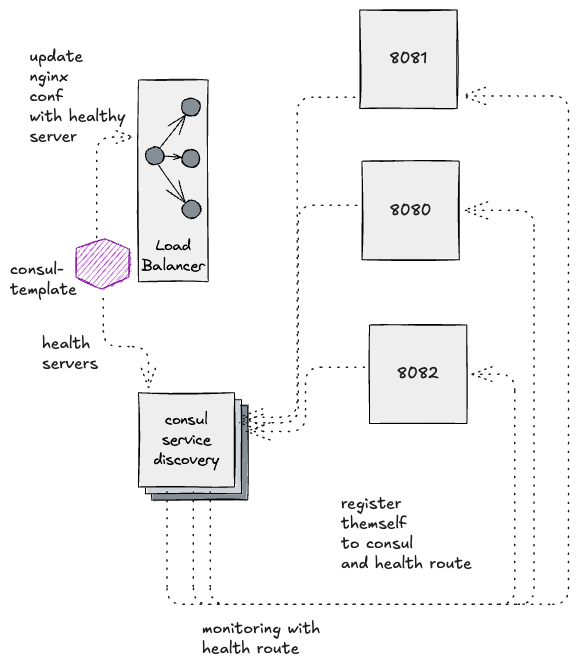 update
nginx
conf
with healthy
server
8081
8080
Load
Balancer
consul-
template
health
servers
8082
consul
service
discovery
register
themself
to consul
and health route
monitoring with
health route